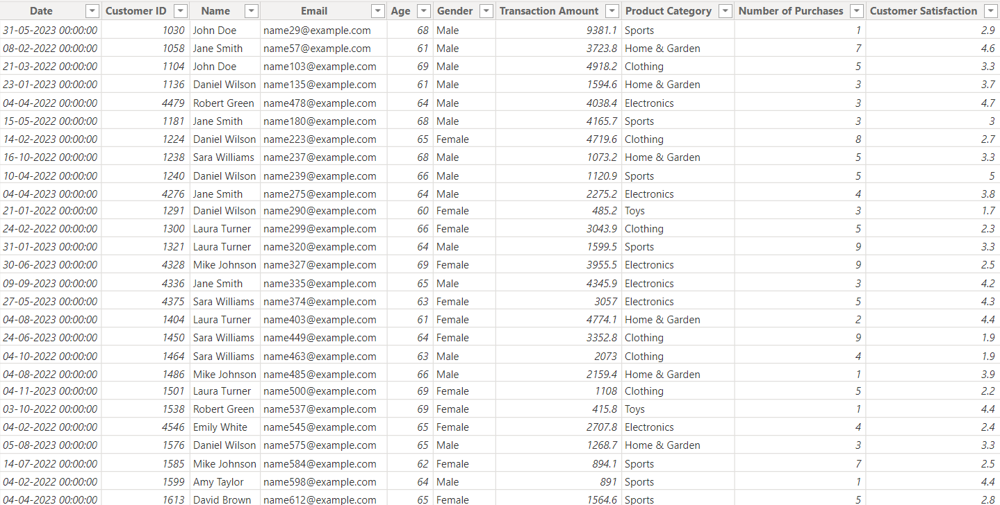 Date Customer ID Name Email Age Gender Transaction Amount Product Category Number of Purchases Customer Satisfaction
31-05-2023 00:00:00 1030 John Doe name29@example.com 68 Male 9381.1 Sports 1 2.9
08-02-2022 00:00:00 1058 Jane Smith name57@example.com 61 Male 3723.8 Home & Garden 7 4.6
21-03-2022 00:00:00 1104 John Doe name103@example.com 69 Male 4918.2 Clothing 5 3.3
23-01-2023 00:00:00 1136 Daniel Wilson name135@example.com 61 Male 1594.6 Home & Garden 3 3.7
04-04-2022 00:00:00 4479 Robert Green name478@example.com 64 Male 4038.4 Electronics 3 4.7
15-05-2022 00:00:00 1181 Jane Smith name180@example.com 68 Male 4165.7 Sports 3 3
14-02-2023 00:00:00 1224 Daniel Wilson name223@example.com 65 Female 4719.6 Clothing 8 2.7
16-10-2022 00:00:00 1238 Sara Williams name237@example.com 68 Male 1073.2 Home & Garden 5 3.3
10-04-2022 00:00:00 1240 Daniel Wilson name239@example.com 66 Male 1120.9 Sports 5 5
04-04-2023 00:00:00 4276 Jane Smith name275@example.com 64 Male 2275.2 Electronics 4 3.8
21-01-2022 00:00:00 1291 Daniel Wilson name290@example.com 60 Female 485.2 Toys 3 1.7
24-02-2022 00:00:00 1300 Laura Turner name299@example.com 66 Female 3043.9 Clothing 5 2.3
31-01-2023 00:00:00 1321 Laura Turner name320@example.com 64 Male 1599.5 Sports 9 3.3
30-06-2023 00:00:00 4328 Mike Johnson name327@example.com 69 Female 3955.5 Electronics 9 2.5
09-09-2023 00:00:00 4336 Jane Smith name335@example.com 65 Male 4345.9 Electronics 3 4.2
27-05-2023 00:00:00 4375 Sara Williams name374@example.com 63 Female 3057 Electronics 5 4.3
04-08-2023 00:00:00 1404 Laura Turner name403@example.com 61 Female 4774.1 Home & Garden 2 4.4
24-06-2023 00:00:00 1450 Sara Williams name449@example.com 64 Female 3352.8 Clothing 9 1.9
04-10-2022 00:00:00 1464 Sara Williams name463@example.com 63 Male 2073 Clothing 4 1.9
04-08-2022 00:00:00 1486 Mike Johnson name485@example.com 66 Male 2159.4 Home & Garden 1 3.9
04-11-2023 00:00:00 1501 Laura Turner name500@example.com 69 Female 1108 Clothing 5 2.2
03-10-2022 00:00:00 1538 Robert Green name537@example.com 69 Female 415.8 Toys 1 4.4
04-02-2022 00:00:00 4546 Emily White name545@example.com 65 Female 2707.8 Electronics 4 2.4
05-08-2023 00:00:00 1576 Daniel Wilson name575@example.com 65 Male 1268.7 Home & Garden 3 3.3
14-07-2022 00:00:00 1585 Mike Johnson name584@example.com 62 Female 894.1 Sports 7 2.5
04-02-2022 00:00:00 1599 Amy Taylor name598@example.com 64 Male 891 Sports 1 4.4
04-04-2023 00:00:00 1613 David Brown name612@example.com 65 Female 1564.6 Sports 5 2.8